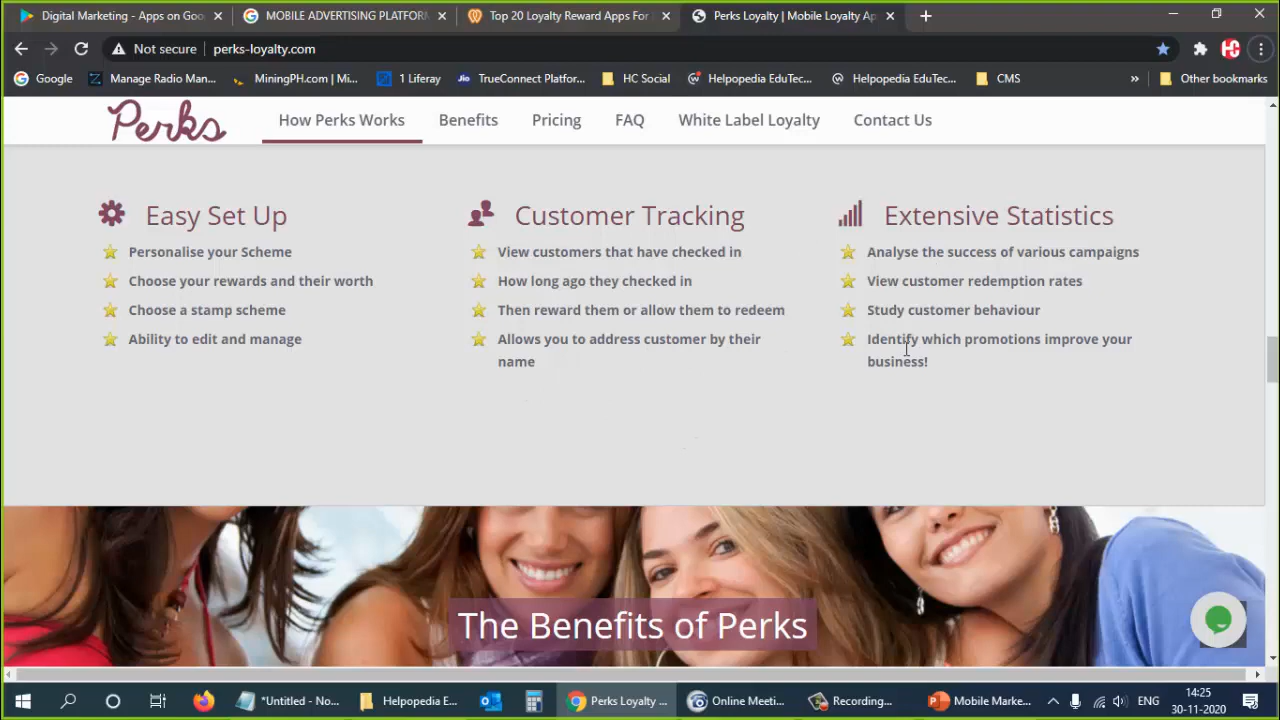 Digital Marketing - Apps on Goo
MOBILE ADVERTISING PLATFORM
Top 20 Loyalty Reward Apps For
Perks Loyalty | Mobile Loyalty Ap
Not secure
perks-loyalty.com
Google
Manage Radio Man...
MiningPH.com | Mi...
1 Liferay
TrueConnect Platfor...
HC Social
Helpopedia EduTec...
Helpopedia EduTec...
CMS
»
Other bookmarks
Perks
How Perks Works
Benefits
Pricing
FAQ
White Label Loyalty
Contact Us
Easy Set Up
Personalise your Scheme
Choose your rewards and their worth
Choose a stamp scheme
Ability to edit and manage
Customer Tracking
View customers that have checked in
How long ago they checked in
Then reward them or allow them to redeem
Allows you to address customer by their
name
Extensive Statistics
Analyse the success of various campaigns
View customer redemption rates
Study customer behaviour
Identify which promotions improve your
business!
The Benefits of Perks
*Untitled - No...
Helpopedia E...
Perks Loyalty ...
Online Meeti...
Recording...
Mobile Marke...
ENG
14:25
30-11-2020